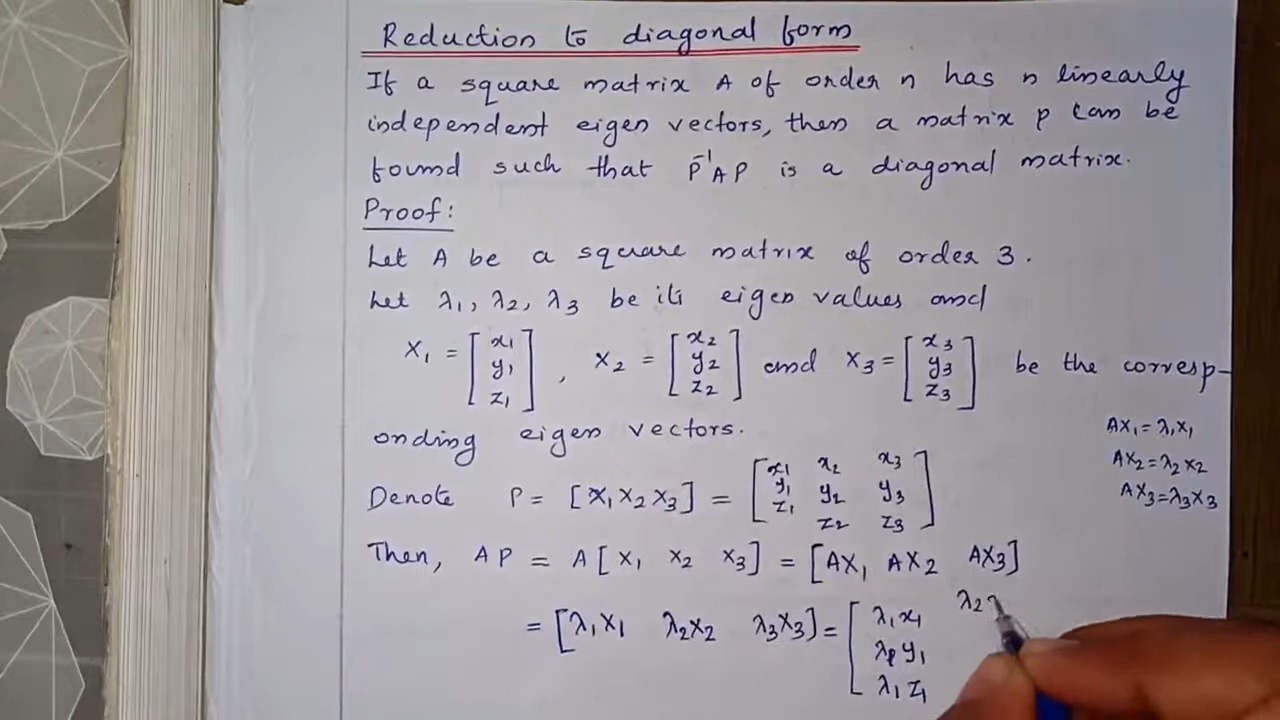 Reduction to diagonal form
If a square matrix A of order n has n linearly
independent eigen vectors, then a matrix p can be
found such that P⁻¹AP is a diagonal matrix.
Proof:
Let A be a square matrix of order 3.
Let λ₁, λ₂, λ₃ be its eigen values and
X₁ = [x₁ y₁ z₁], X₂ = [x₂ y₂ z₂] and X₃ = [x₃ y₃ z₃] be the corresp-
onding eigen vectors.
AX₁ = λ₁X₁
AX₂ = λ₂X₂
AX₃ = λ₃X₃
Denote P = [X₁ X₂ X₃] = [x₁ x₂ x₃
y₁ y₂ y₃
z₁ z₂ z₃]
Then, AP = A[X₁ X₂ X₃] = [AX₁ AX₂ AX₃]
= [λ₁X₁ λ₂X₂ λ₃X₃] = [λ₁x₁ λ₂
λ₁y₁
λ₁z₁